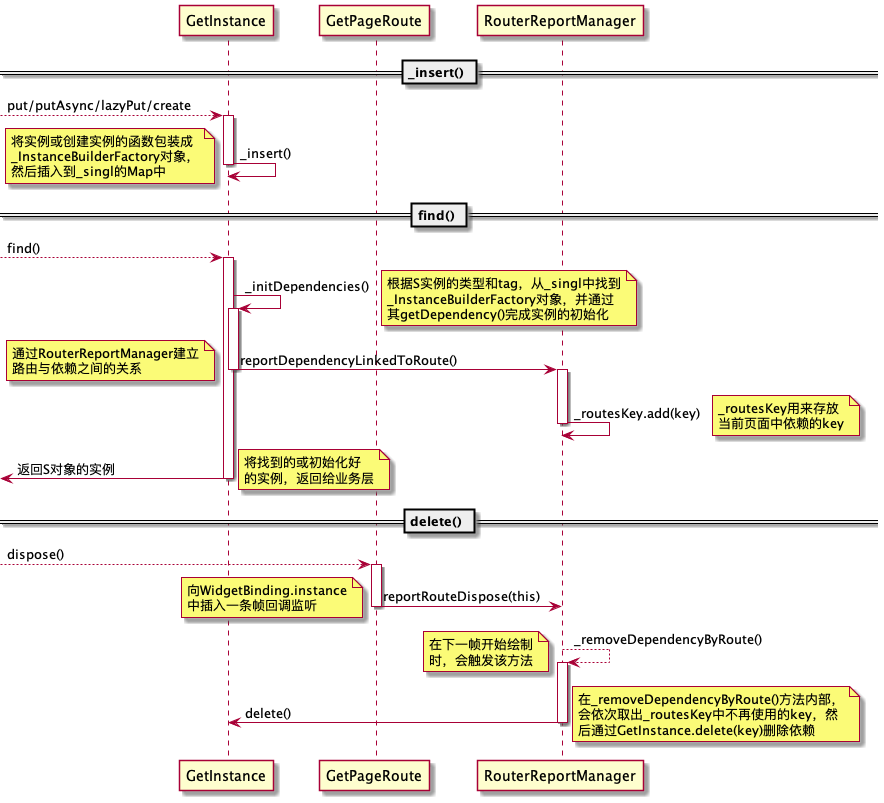 GetInstance
GetPageRoute
RouterReportManager
_insert()
put/putAsync/lazyPut/create
将实例或创建实例的函数包装成
_InstanceBuilderFactory对象，
然后插入到_singl的Map中
_insert()
find()
find()
_initDependencies()
根据S实例的类型和tag，从_singl中找到
_InstanceBuilderFactory对象，并通过
其getDependency()完成实例的初始化
通过RouterReportManager建立
路由与依赖之间的关系
reportDependencyLinkedToRoute()
_routesKey.add(key)
_routesKey用来存放
当前页面中依赖的key
返回S对象的实例
将找到的或初始化好
的实例，返回给业务层
delete()
dispose()
向WidgetBinding.instance
中插入一条帧回调监听
reportRouteDispose(this)
在下一帧开始绘制
时，会触发该方法
_removeDependencyByRoute()
在_removeDependencyByRoute()方法内部，
会依次取出_routesKey中不再使用的key，然
后通过GetInstance.delete(key)删除依赖
delete()
GetInstance
GetPageRoute
RouterReportManager